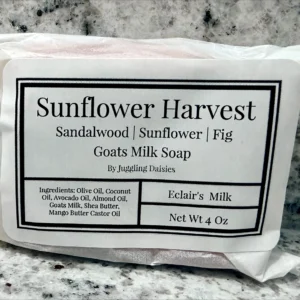 Sunflower Harvest
Sandalwood | Sunflower | Fig
Goats Milk Soap
By Juggling Daisies
Ingredients: Olive Oil, Coconut
Oil, Avocado Oil, Almond Oil,
Goats Milk, Shea Butter,
Mango Butter Castor Oil
Eclair's Milk
Net Wt 4 Oz